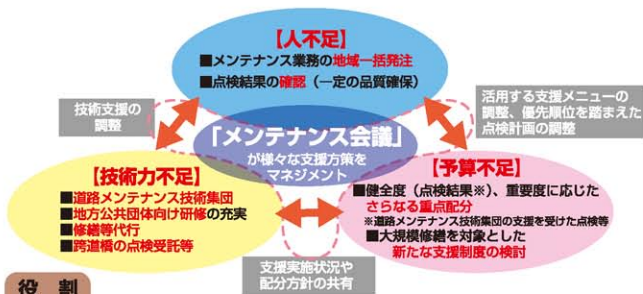 【人不足】
■メンテナンス業務の地域一括発注
■点検結果の確認（一定の品質確保）
技術支援の
調整
活用する支援メニューの
調整、優先順位を踏まえた
点検計画の調整
「メンテナンス会議」
が様々な支援方策を
マネジメント
【技術力不足】
■道路メンテナンス技術集団
■地方公共団体向け研修の充実
■修繕等代行
■跨道橋の点検受託等
【予算不足】
■健全度（点検結果※）、重要度に応じた
さらなる重点配分
※道路メンテナンス技術集団の支援を受けた点検等
■大規模修繕を対象とした
新たな支援制度の検討
支援実施状況や
配分方針の共有
役 割